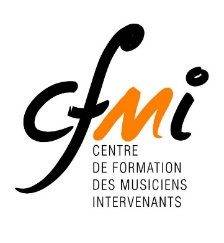 cfmi
CENTRE
DE FORMATION
DES MUSICIENS
INTERVENANTS